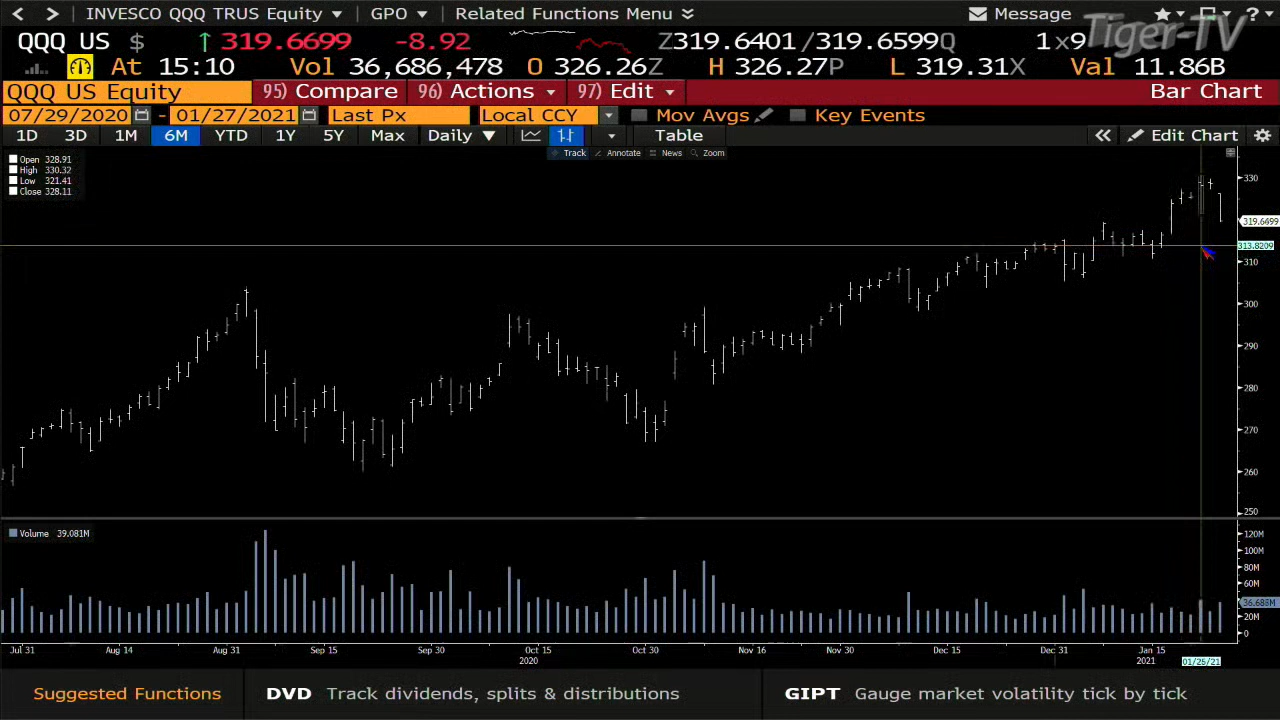 INVESCO QQQ TRUS Equity GPO Related Functions Menu Message ?
QQQ US $ ↑ 319.6699 -8.92 Z319.6401/319.6599Q 1x9 Tiger-TV
At 15:10 Vol 36,686,478 O 326.26Z H 326.27P L 319.31X Val 11.86B
QQQ US Equity 95) Compare 96) Actions 97) Edit Bar Chart
07/29/2020 - 01/27/2021 Last Px Local CCY Mov Avgs Key Events
1D 3D 1M 6M YTD 1Y 5Y Max Daily ▼ Table « Edit Chart
Track Annotate News Zoom
Open 328.91
High 330.32
Low 321.41
Close 328.11
330
319.6499
313.8209
310
300
290
280
270
260
250
Volume 39.081M
120M
100M
80M
60M
36.688M
20M
0
Jul 31 Aug 14 Aug 31 Sep 15 Sep 30 Oct 15 Oct 30 Nov 16 Nov 30 Dec 15 Dec 31 Jan 15
2020 2021 01/25/21
Suggested Functions DVD Track dividends, splits & distributions GIPT Gauge market volatility tick by tick